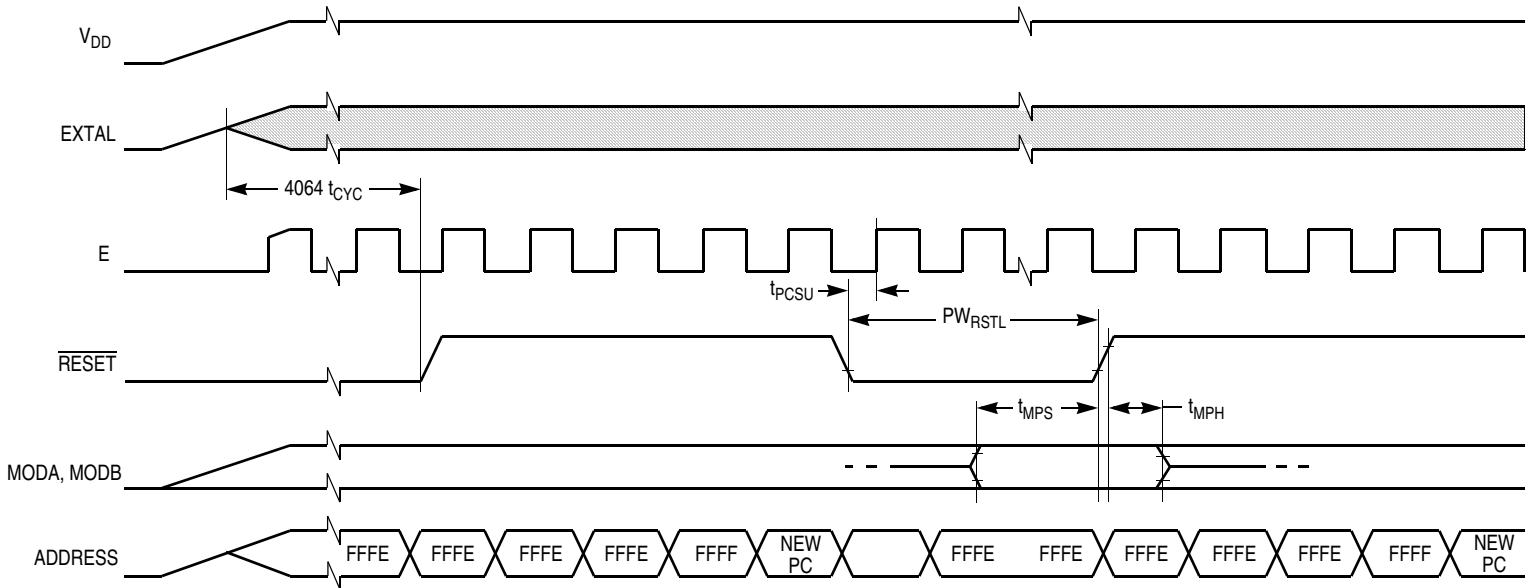 VDD
EXTAL
4064 tCYC
E
tPCSU
PWRSTL
RESET
tMPS
tMPH
MODA, MODB
ADDRESS
FFFE
FFFE
FFFE
FFFE
FFFF
NEW
PC
FFFE
FFFE
FFFE
FFFE
FFFE
FFFF
NEW
PC